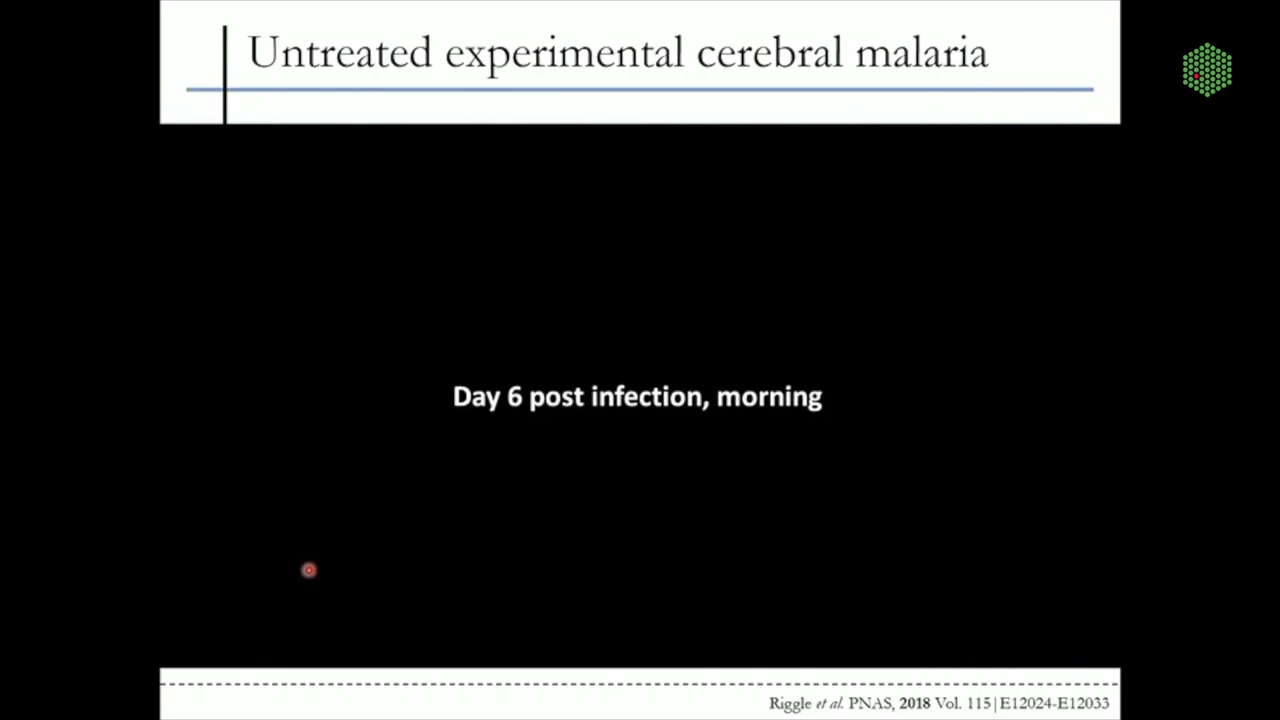 Untreated experimental cerebral malaria
Day 6 post infection, morning
Riggle et al. PNAS, 2018 Vol. 115|E12024-E12033